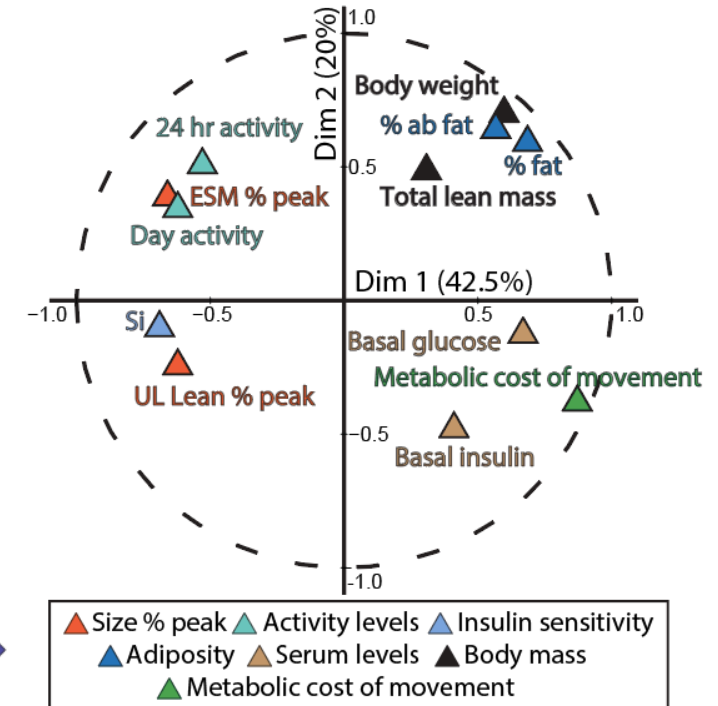 1.0
Dim 2 (20%)
Body weight
24 hr activity
% ab fat
0.5
% fat
ESM % peak
Total lean mass
Day activity
Dim 1 (42.5%)
−1.0
−0.5
0.5
1.0
Si
Basal glucose
Metabolic cost of movement
UL Lean % peak
−0.5
Basal insulin
-1.0
Size % peak Activity levels Insulin sensitivity
Adiposity Serum levels Body mass
Metabolic cost of movement